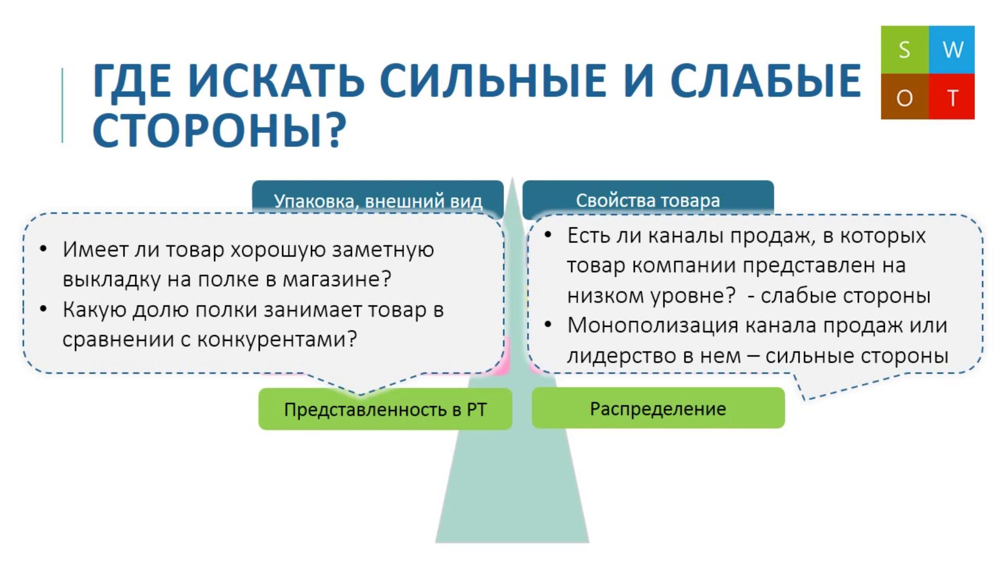 ГДЕ ИСКАТЬ СИЛЬНЫЕ И СЛАБЫЕ
СТОРОНЫ?
S W
O T
Упаковка, внешний вид
Свойства товара
• Имеет ли товар хорошую заметную
выкладку на полке в магазине?
• Какую долю полки занимает товар в
сравнении с конкурентами?
• Есть ли каналы продаж, в которых
товар компании представлен на
низком уровне? - слабые стороны
• Монополизация канала продаж или
лидерство в нем – сильные стороны
Представленность в РТ
Распределение